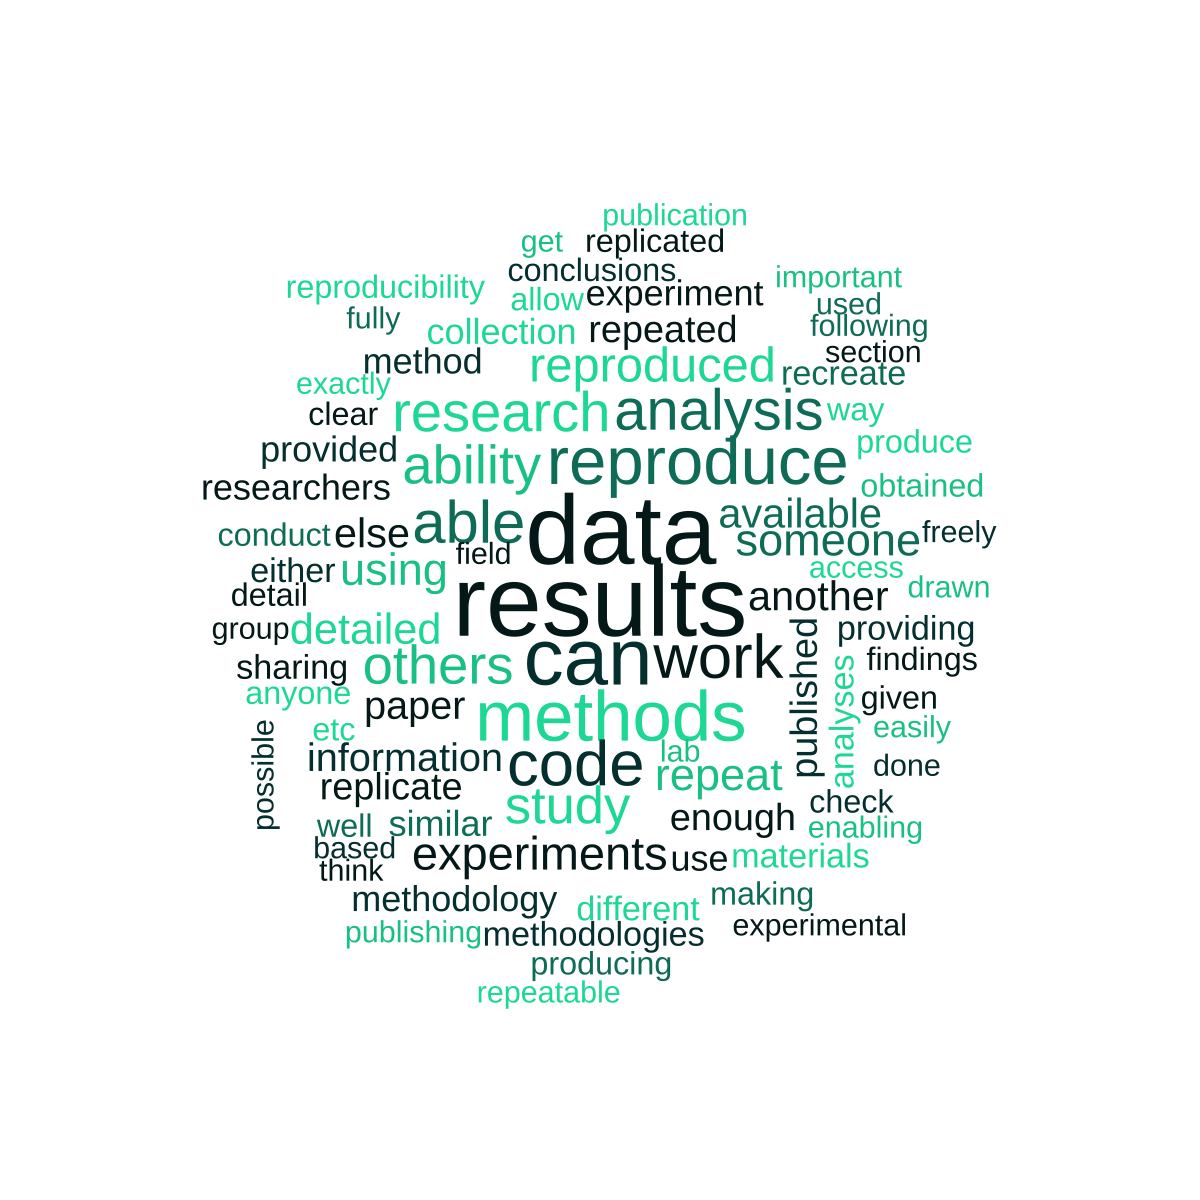 publication
get replicated
conclusions
reproducibility allow experiment important
fully used
collection repeated following
method reproduced section
exactly recreate
clear research analysis way
provided ability reproduce produce
researchers obtained
conduct else able data available freely
field someone
either using access
detail results another drawn
group detailed providing
sharing others can work published findings
anyone paper methods analyses given
etc easily
possible information code lab done
replicate repeat
well similar study enough check
enabling
based experiments use materials
think
methodology different making
publishing methodologies experimental
producing
repeatable